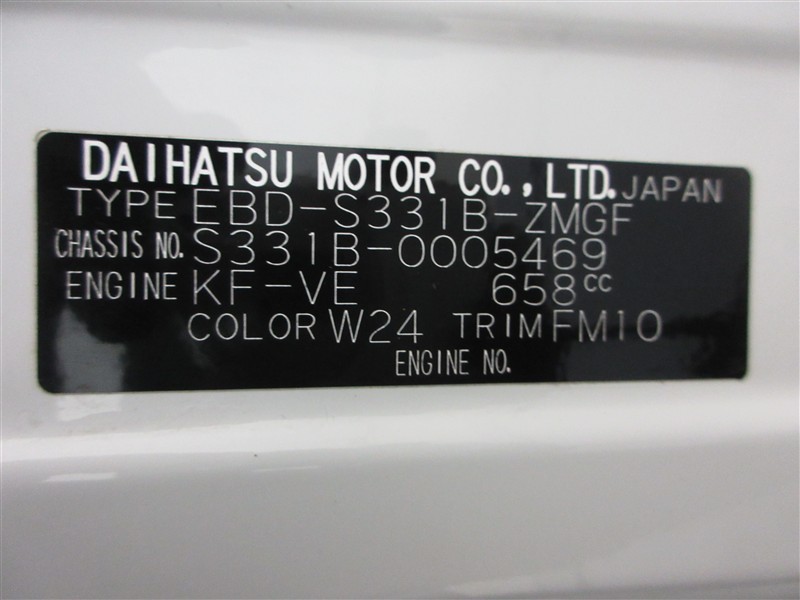 DAIHATSU MOTOR CO., LTD. JAPAN
TYPE EBD-S331B-ZMGF
CHASSIS NO. S331B-0005469
ENGINE KF-VE 658cc
COLOR W24 TRIM FM10
ENGINE NO.